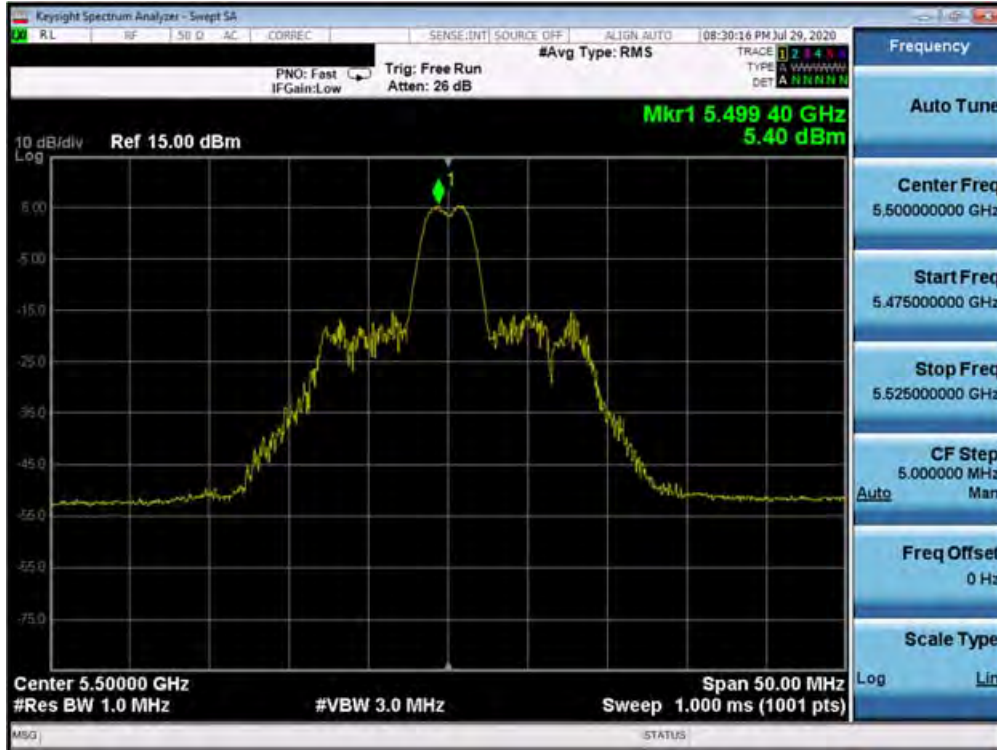 Keysight Spectrum Analyzer - Swept SA
RL RF 50 Ω AC CORREC SENSE:INT SOURCE OFF ALIGN AUTO 08:30:16 PM Jul 29, 2020
Frequency
#Avg Type: RMS
TRACE 1 2 3 4 5 6
PNO: Fast Trig: Free Run
TYPE A WWWWW
IFGain:Low Atten: 26 dB
DET A N N N N N
Auto Tune
Mkr1 5.499 40 GHz
5.40 dBm
10 dB/div Ref 15.00 dBm
Log
1
5.00
-5.00
-15.0
-25.0
-35.0
-45.0
-55.0
-65.0
-75.0
Center Freq
5.500000000 GHz
Start Freq
5.475000000 GHz
Stop Freq
5.525000000 GHz
CF Step
5.000000 MHz
Auto Man
Freq Offset
0 Hz
Scale Type
Log Lin
Center 5.50000 GHz Span 50.00 MHz
#Res BW 1.0 MHz #VBW 3.0 MHz Sweep 1.000 ms (1001 pts)
MSG STATUS